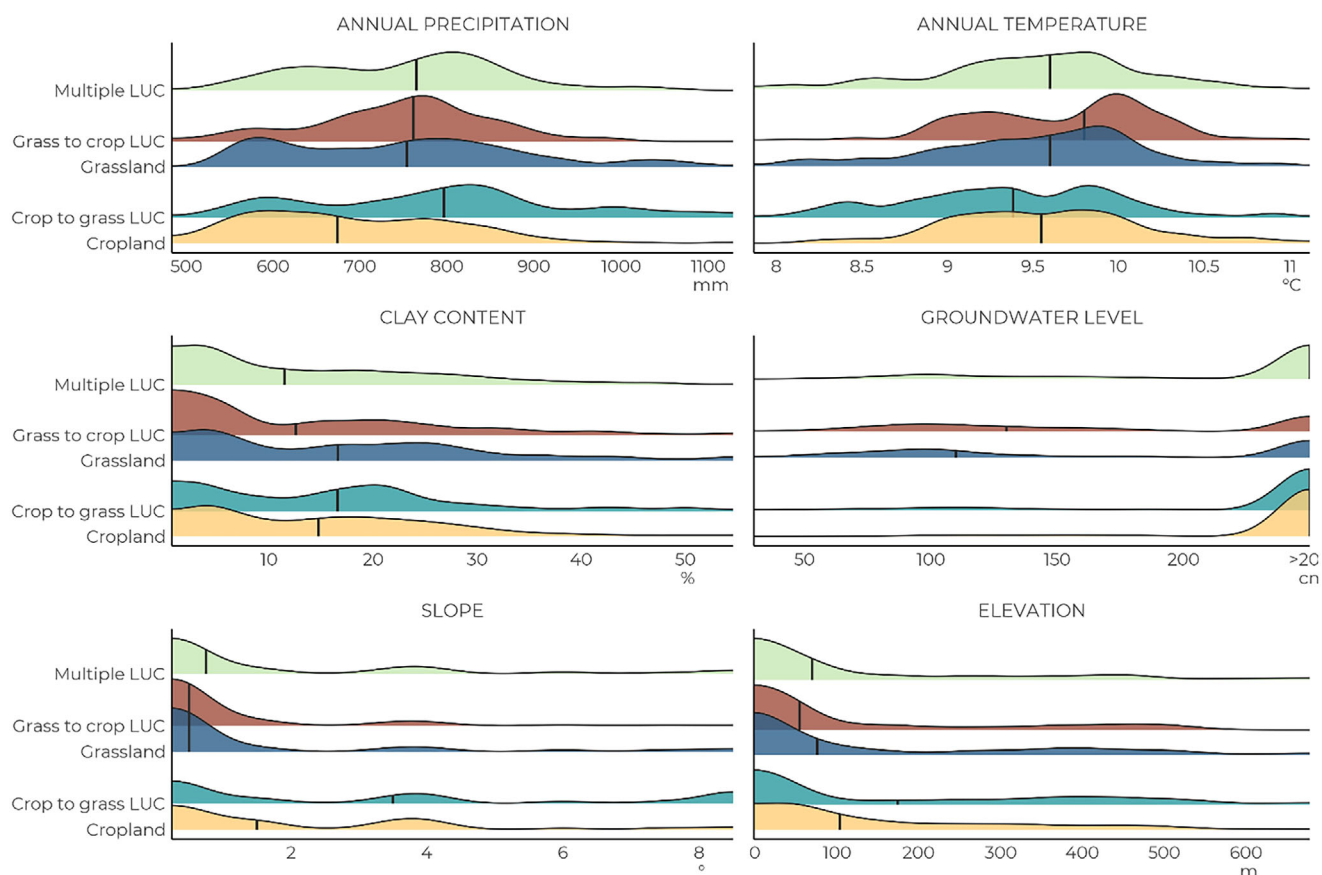 ANNUAL PRECIPITATION
Multiple LUC
Grass to crop LUC
Grassland
Crop to grass LUC
Cropland
500 600 700 800 900 1000 1100
mm
ANNUAL TEMPERATURE
8 8.5 9 9.5 10 10.5 11
°C
CLAY CONTENT
Multiple LUC
Grass to crop LUC
Grassland
Crop to grass LUC
Cropland
10 20 30 40 50
%
GROUNDWATER LEVEL
50 100 150 200 >20
cn
SLOPE
Multiple LUC
Grass to crop LUC
Grassland
Crop to grass LUC
Cropland
2 4 6 8
°
ELEVATION
0 100 200 300 400 500 600
m